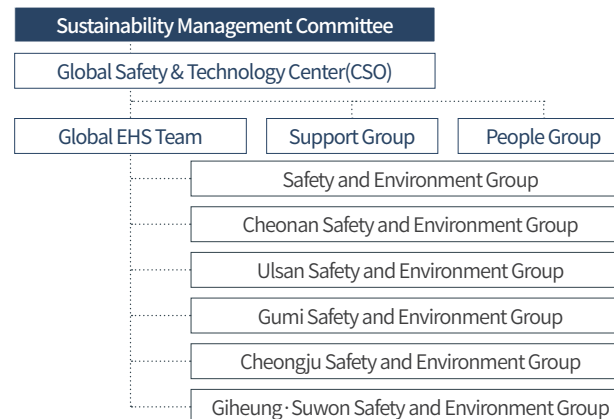 Sustainability Management Committee
Global Safety & Technology Center(CSO)
Global EHS Team
Support Group
People Group
Safety and Environment Group
Cheonan Safety and Environment Group
Ulsan Safety and Environment Group
Gumi Safety and Environment Group
Cheongju Safety and Environment Group
Giheung·Suwon Safety and Environment Group